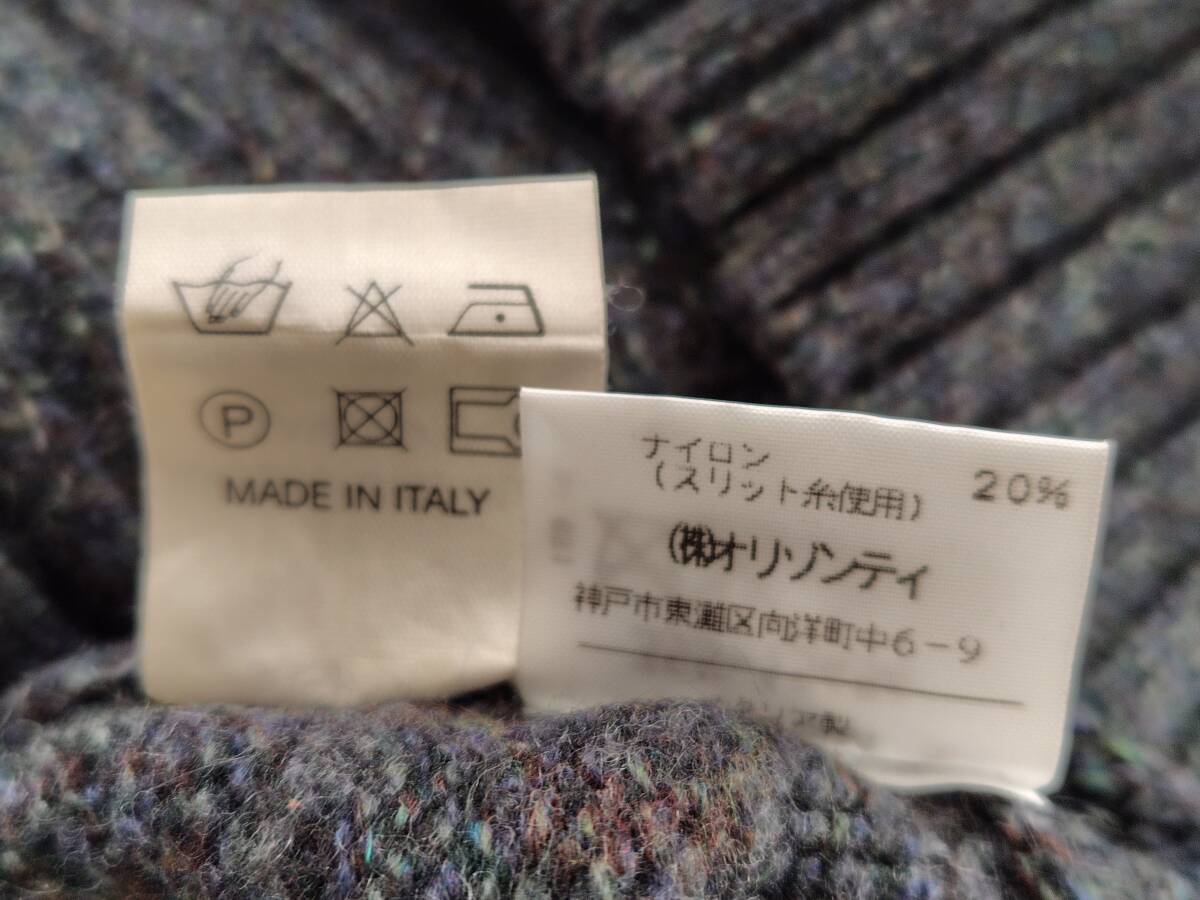 P
MADE IN ITALY
ナイロン 20%
(スリット糸使用)
(株)オリゾンティ
神戸市東灘区向洋町中6-9